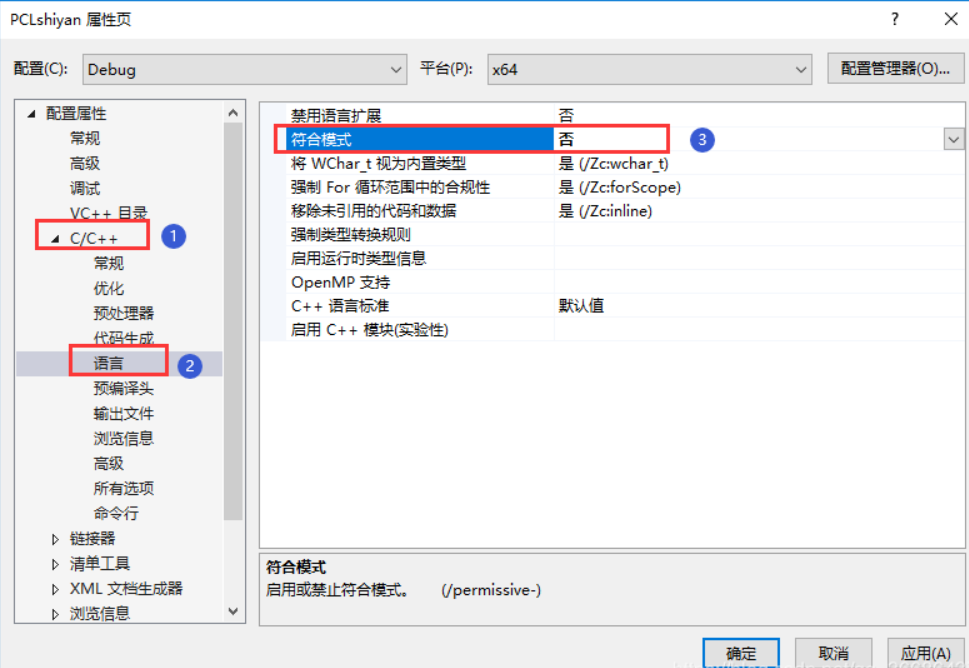 PCLshiyan 属性页
?
配置(C): Debug 平台(P): x64 配置管理器(O)...
配置属性
常规
高级
调试
VC++ 目录
C/C++
1
常规
优化
预处理器
代码生成
语言
2
预编译头
输出文件
浏览信息
高级
所有选项
命令行
链接器
清单工具
XML 文档生成器
浏览信息
禁用语言扩展 否
符合模式 否
3
将 WChar_t 视为内置类型 是 (/Zc:wchar_t)
强制 For 循环范围中的合规性 是 (/Zc:forScope)
移除未引用的代码和数据 是 (/Zc:inline)
强制类型转换规则
启用运行时类型信息
OpenMP 支持
C++ 语言标准 默认值
启用 C++ 模块(实验性)
符合模式
启用或禁止符合模式。 (/permissive-)
确定 取消 应用(A)